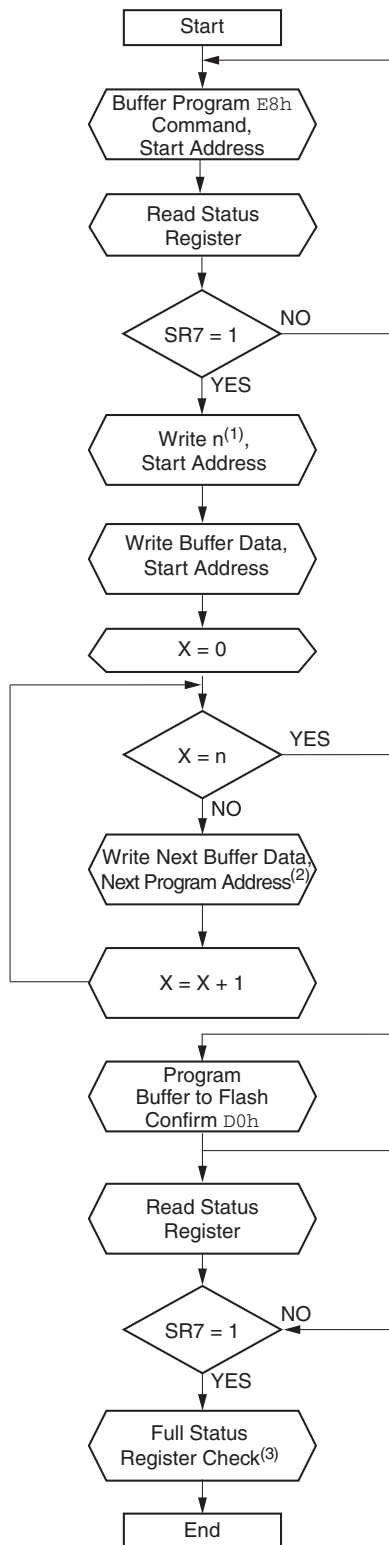 Start
Buffer Program E8h
Command,
Start Address
Read Status
Register
SR7 = 1
NO
YES
Write n(1),
Start Address
Write Buffer Data,
Start Address
X = 0
X = n
YES
NO
Write Next Buffer Data,
Next Program Address(2)
X = X + 1
Program
Buffer to Flash
Confirm D0h
Read Status
Register
SR7 = 1
NO
YES
Full Status
Register Check(3)
End